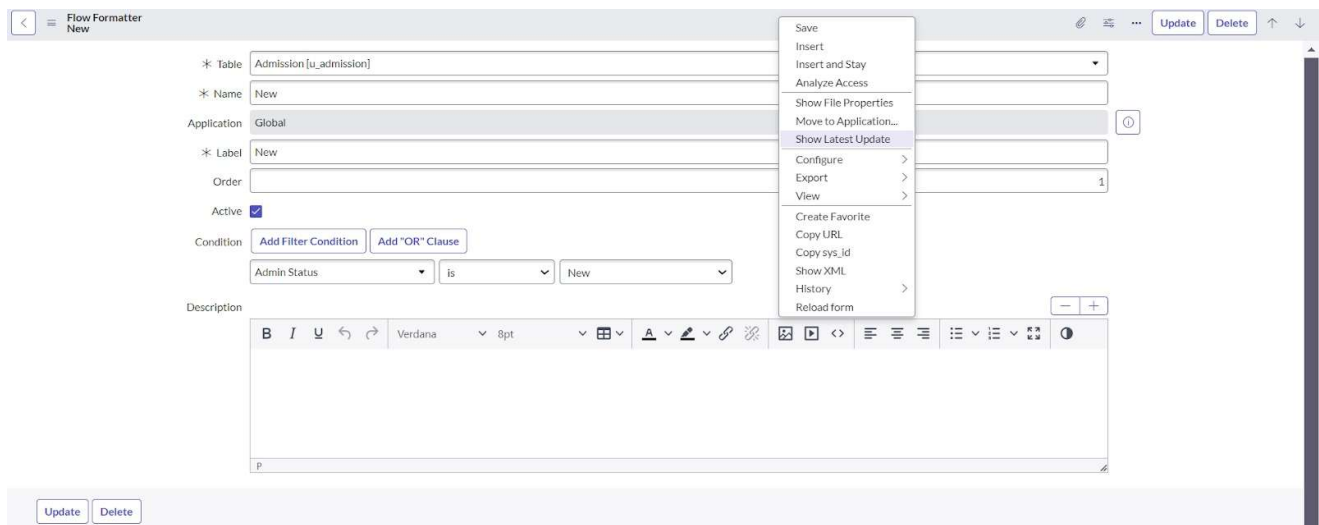 Flow Formatter
New
Update Delete
Table Admission [u_admission]
Name New
Application Global
Label New
Order 1
Active
Condition Add Filter Condition Add "OR" Clause
Admin Status is New
Description
Verdana 8pt
P
Update Delete
Save
Insert
Insert and Stay
Analyze Access
Show File Properties
Move to Application...
Show Latest Update
Configure
Export
View
Create Favorite
Copy URL
Copy sys_id
Show XML
History
Reload form